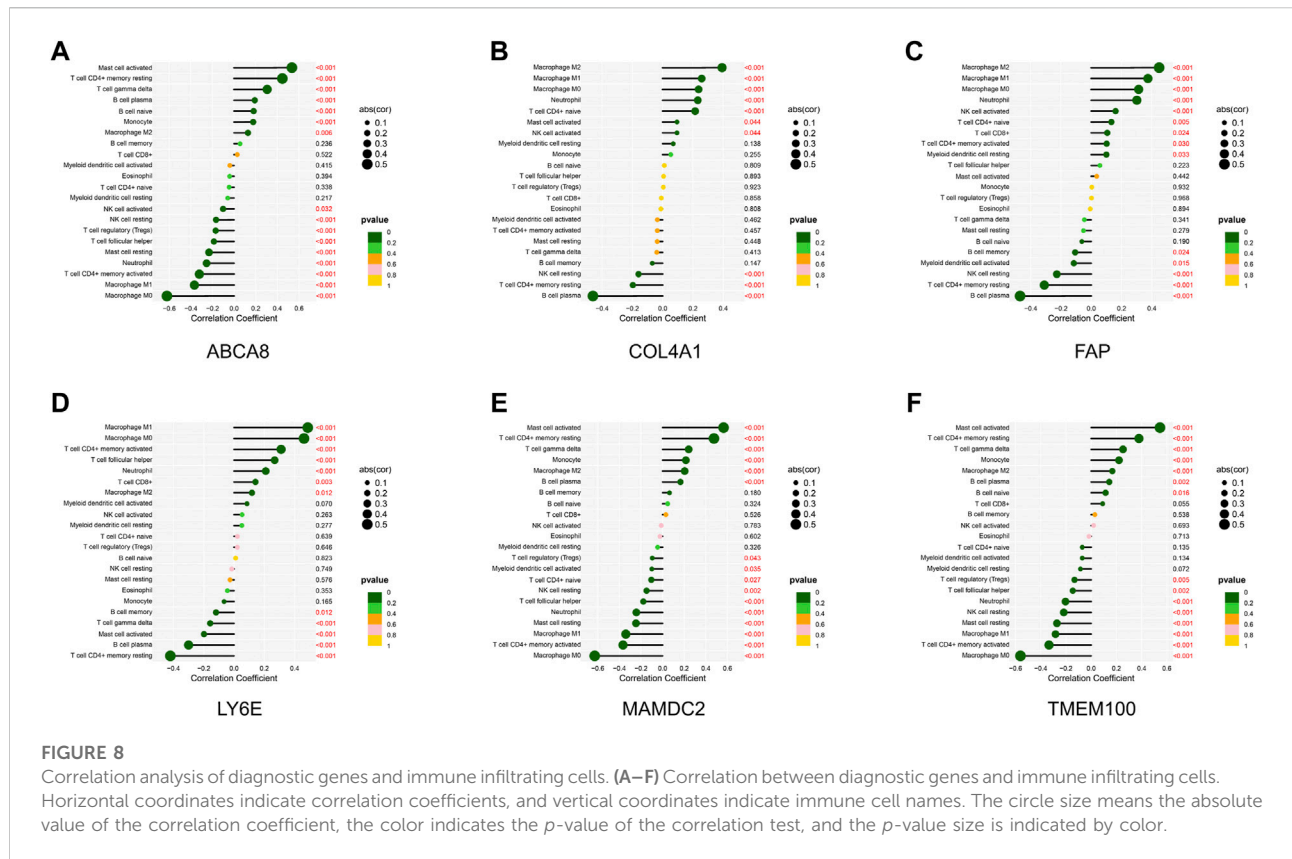 A
Mast cell activated <0.001
T cell CD4+ memory resting <0.001
T cell gamma delta <0.001
B cell plasma <0.001
B cell naive <0.001
Monocyte <0.001
Macrophage M2 0.006
B cell memory 0.236
T cell CD8+ 0.522
Myeloid dendritic cell activated 0.415
Eosinophil 0.394
T cell CD4+ naive 0.338
Myeloid dendritic cell resting 0.217
NK cell activated 0.032
NK cell resting <0.001
T cell regulatory (Tregs) <0.001
T cell follicular helper <0.001
Mast cell resting <0.001
Neutrophil <0.001
T cell CD4+ memory activated <0.001
Macrophage M1 <0.001
Macrophage M0 <0.001
−0.6 −0.4 −0.2 0.0 0.2 0.4 0.6
Correlation Coefficient
abs(cor)
0.1
0.2
0.3
0.4
0.5
pvalue
0
0.2
0.4
0.6
0.8
1
ABCA8
B
Macrophage M2 <0.001
Macrophage M1 <0.001
Macrophage M0 <0.001
Neutrophil <0.001
T cell CD4+ naive <0.001
Mast cell activated 0.044
NK cell activated 0.044
Myeloid dendritic cell resting 0.138
Monocyte 0.255
B cell naive 0.809
T cell follicular helper 0.893
T cell regulatory (Tregs) 0.923
T cell CD8+ 0.858
Eosinophil 0.808
Myeloid dendritic cell activated 0.462
T cell CD4+ memory activated 0.457
Mast cell resting 0.448
T cell gamma delta 0.413
B cell memory 0.147
NK cell resting <0.001
T cell CD4+ memory resting <0.001
B cell plasma <0.001
−0.4 −0.2 0.0 0.2 0.4
Correlation Coefficient
abs(cor)
0.1
0.2
0.3
0.4
pvalue
0
0.2
0.4
0.6
0.8
1
COL4A1
C
Macrophage M2 <0.001
Macrophage M1 <0.001
Macrophage M0 <0.001
Neutrophil <0.001
NK cell activated <0.001
T cell CD4+ naive 0.005
T cell CD8+ 0.024
T cell CD4+ memory activated 0.030
Myeloid dendritic cell resting 0.033
T cell follicular helper 0.223
Mast cell activated 0.442
Monocyte 0.932
T cell regulatory (Tregs) 0.968
Eosinophil 0.894
T cell gamma delta 0.341
Mast cell resting 0.279
B cell naive 0.190
B cell memory 0.024
Myeloid dendritic cell activated 0.015
NK cell resting <0.001
T cell CD4+ memory resting <0.001
B cell plasma <0.001
−0.4 −0.2 0.0 0.2 0.4
Correlation Coefficient
abs(cor)
0.1
0.2
0.3
0.4
pvalue
0
0.2
0.4
0.6
0.8
1
FAP
D
Macrophage M1 <0.001
Macrophage M0 <0.001
T cell CD4+ memory activated <0.001
T cell follicular helper <0.001
Neutrophil <0.001
T cell CD8+ 0.003
Macrophage M2 0.012
Myeloid dendritic cell activated 0.070
NK cell activated 0.263
Myeloid dendritic cell resting 0.277
T cell CD4+ naive 0.639
T cell regulatory (Tregs) 0.646
B cell naive 0.823
NK cell resting 0.749
Mast cell resting 0.576
Eosinophil 0.353
Monocyte 0.165
B cell memory 0.012
T cell gamma delta <0.001
Mast cell activated <0.001
B cell plasma <0.001
T cell CD4+ memory resting <0.001
−0.4 −0.2 0.0 0.2 0.4
Correlation Coefficient
abs(cor)
0.1
0.2
0.3
0.4
pvalue
0
0.2
0.4
0.6
0.8
1
LY6E
E
Mast cell activated <0.001
T cell CD4+ memory resting <0.001
T cell gamma delta <0.001
Monocyte <0.001
Macrophage M2 <0.001
B cell plasma <0.001
B cell memory 0.180
B cell naive 0.324
T cell CD8+ 0.526
NK cell activated 0.783
Eosinophil 0.602
Myeloid dendritic cell resting 0.326
T cell regulatory (Tregs) 0.043
Myeloid dendritic cell activated 0.035
T cell CD4+ naive 0.027
NK cell resting 0.002
T cell follicular helper <0.001
Neutrophil <0.001
Mast cell resting <0.001
Macrophage M1 <0.001
T cell CD4+ memory activated <0.001
Macrophage M0 <0.001
−0.6 −0.4 −0.2 0.0 0.2 0.4 0.6
Correlation Coefficient
abs(cor)
0.1
0.2
0.3
0.4
0.5
pvalue
0
0.2
0.4
0.6
0.8
1
MAMDC2
F
Mast cell activated <0.001
T cell CD4+ memory resting <0.001
T cell gamma delta <0.001
Monocyte <0.001
Macrophage M2 <0.001
B cell plasma 0.002
B cell naive 0.016
T cell CD8+ 0.055
B cell memory 0.538
NK cell activated 0.693
Eosinophil 0.713
T cell CD4+ naive 0.135
Myeloid dendritic cell activated 0.134
Myeloid dendritic cell resting 0.072
T cell regulatory (Tregs) 0.005
T cell follicular helper 0.002
Neutrophil <0.001
NK cell resting <0.001
Mast cell resting <0.001
Macrophage M1 <0.001
T cell CD4+ memory activated <0.001
Macrophage M0 <0.001
−0.6 −0.4 −0.2 0.0 0.2 0.4 0.6
Correlation Coefficient
abs(cor)
0.1
0.2
0.3
0.4
0.5
pvalue
0
0.2
0.4
0.6
0.8
1
TMEM100
FIGURE 8
Correlation analysis of diagnostic genes and immune infiltrating cells. (A–F) Correlation between diagnostic genes and immune infiltrating cells.
Horizontal coordinates indicate correlation coefficients, and vertical coordinates indicate immune cell names. The circle size means the absolute
value of the correlation coefficient, the color indicates the p-value of the correlation test, and the p-value size is indicated by color.